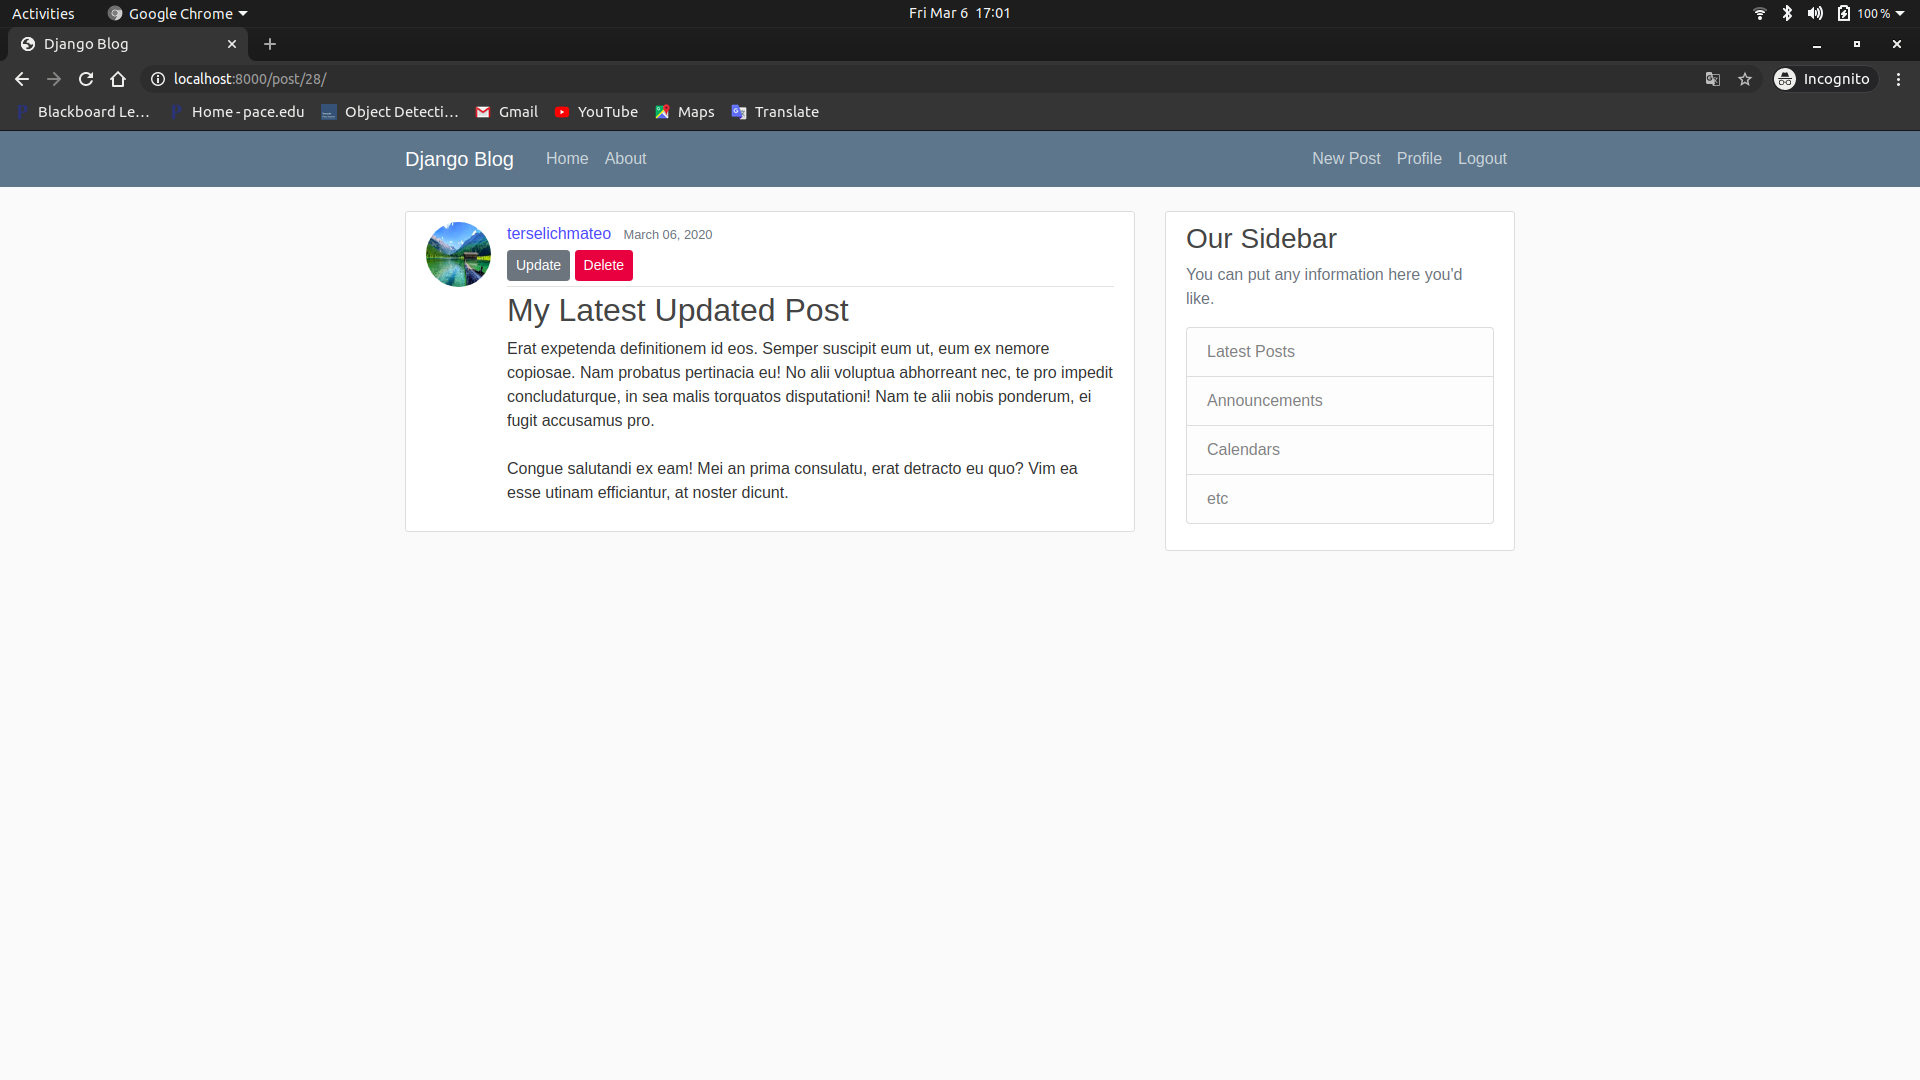 Activities
Google Chrome
Fri Mar 6 17:01
100 %
Django Blog
localhost:8000/post/28/
Incognito
Blackboard Le…
Home - pace.edu
Object Detecti…
Gmail
YouTube
Maps
Translate
Django Blog
Home
About
New Post
Profile
Logout
terselichmateo March 06, 2020
Update
Delete
My Latest Updated Post
Erat expetenda definitionem id eos. Semper suscipit eum ut, eum ex nemore
copiosae. Nam probatus pertinacia eu! No alii voluptua abhorreant nec, te pro impedit
concludaturque, in sea malis torquatos disputationi! Nam te alii nobis ponderum, ei
fugit accusamus pro.
Congue salutandi ex eam! Mei an prima consulatu, erat detracto eu quo? Vim ea
esse utinam efficiantur, at noster dicunt.
Our Sidebar
You can put any information here you'd
like.
Latest Posts
Announcements
Calendars
etc